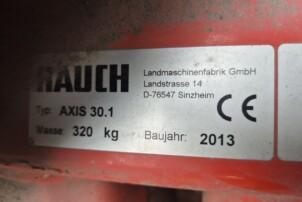 RAUCH
Landmaschinenfabrik GmbH
Landstrasse 14
D-76547 Sinzheim
CE
Typ: AXIS 30.1
Masse: 320 kg Baujahr: 2013